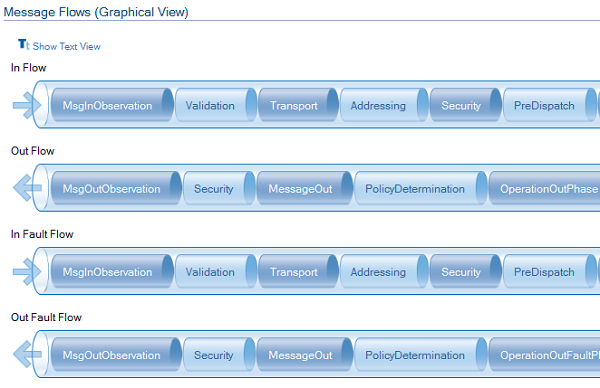 Message Flows (Graphical View)
Tt Show Text View
In Flow
MsgInObservation Validation Transport Addressing Security PreDispatch
Out Flow
MsgOutObservation Security MessageOut PolicyDetermination OperationOutPhase
In Fault Flow
MsgInObservation Validation Transport Addressing Security PreDispatch
Out Fault Flow
MsgOutObservation Security MessageOut PolicyDetermination OperationOutFaultPh